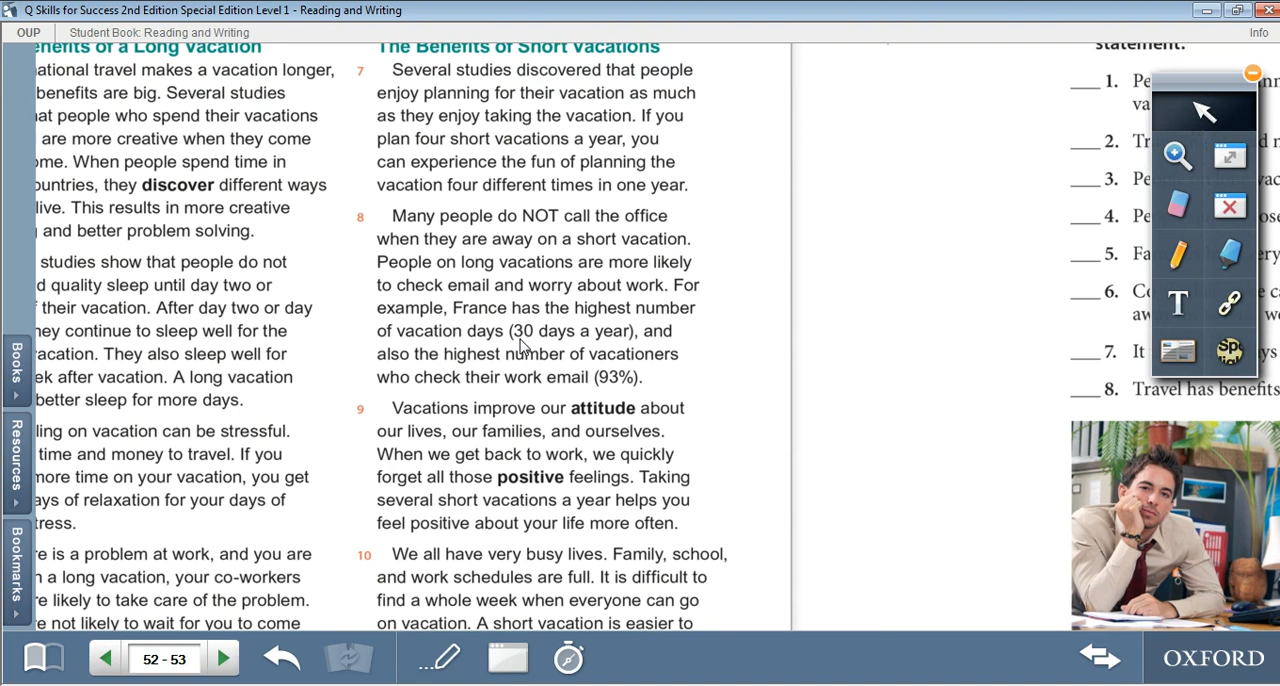 Q Skills for Success 2nd Edition Special Edition Level 1 - Reading and Writing
OUP
Student Book: Reading and Writing
Info
enefits of a Long Vacation
national travel makes a vacation longer,
benefits are big. Several studies
hat people who spend their vacations
are more creative when they come
ome. When people spend time in
ountries, they discover different ways
live. This results in more creative
g and better problem solving.
studies show that people do not
d quality sleep until day two or
f their vacation. After day two or day
hey continue to sleep well for the
vacation. They also sleep well for
ek after vacation. A long vacation
better sleep for more days.
ling on vacation can be stressful.
time and money to travel. If you
more time on your vacation, you get
ays of relaxation for your days of
tress.
re is a problem at work, and you are
n a long vacation, your co-workers
re likely to take care of the problem.
re not likely to wait for you to come
The Benefits of Short Vacations
7 Several studies discovered that people
enjoy planning for their vacation as much
as they enjoy taking the vacation. If you
plan four short vacations a year, you
can experience the fun of planning the
vacation four different times in one year.
8 Many people do NOT call the office
when they are away on a short vacation.
People on long vacations are more likely
to check email and worry about work. For
example, France has the highest number
of vacation days (30 days a year), and
also the highest number of vacationers
who check their work email (93%).
9 Vacations improve our attitude about
our lives, our families, and ourselves.
When we get back to work, we quickly
forget all those positive feelings. Taking
several short vacations a year helps you
feel positive about your life more often.
10 We all have very busy lives. Family, school,
and work schedules are full. It is difficult to
find a whole week when everyone can go
on vacation. A short vacation is easier to
statement.
1. Pe
va
2. Tr
3. Pe vac
4. Pe ose
5. Fa ery
6. Co e ca
aw wo
7. It ays
8. Travel has benefits
T
Books
Resources
Bookmarks
52 - 53
OXFORD